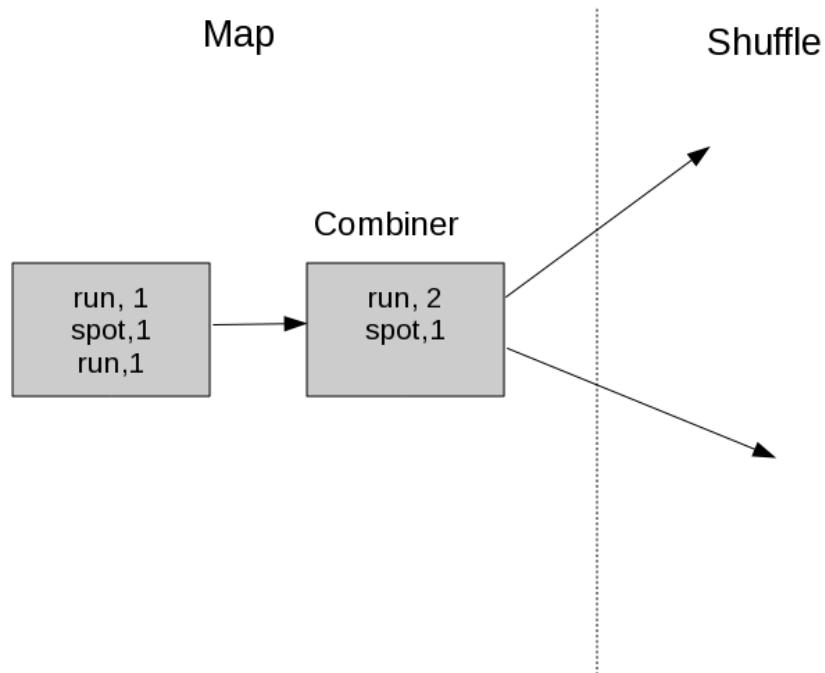 Map
Shuffle
Combiner
run, 1
spot,1
run,1
run, 2
spot,1